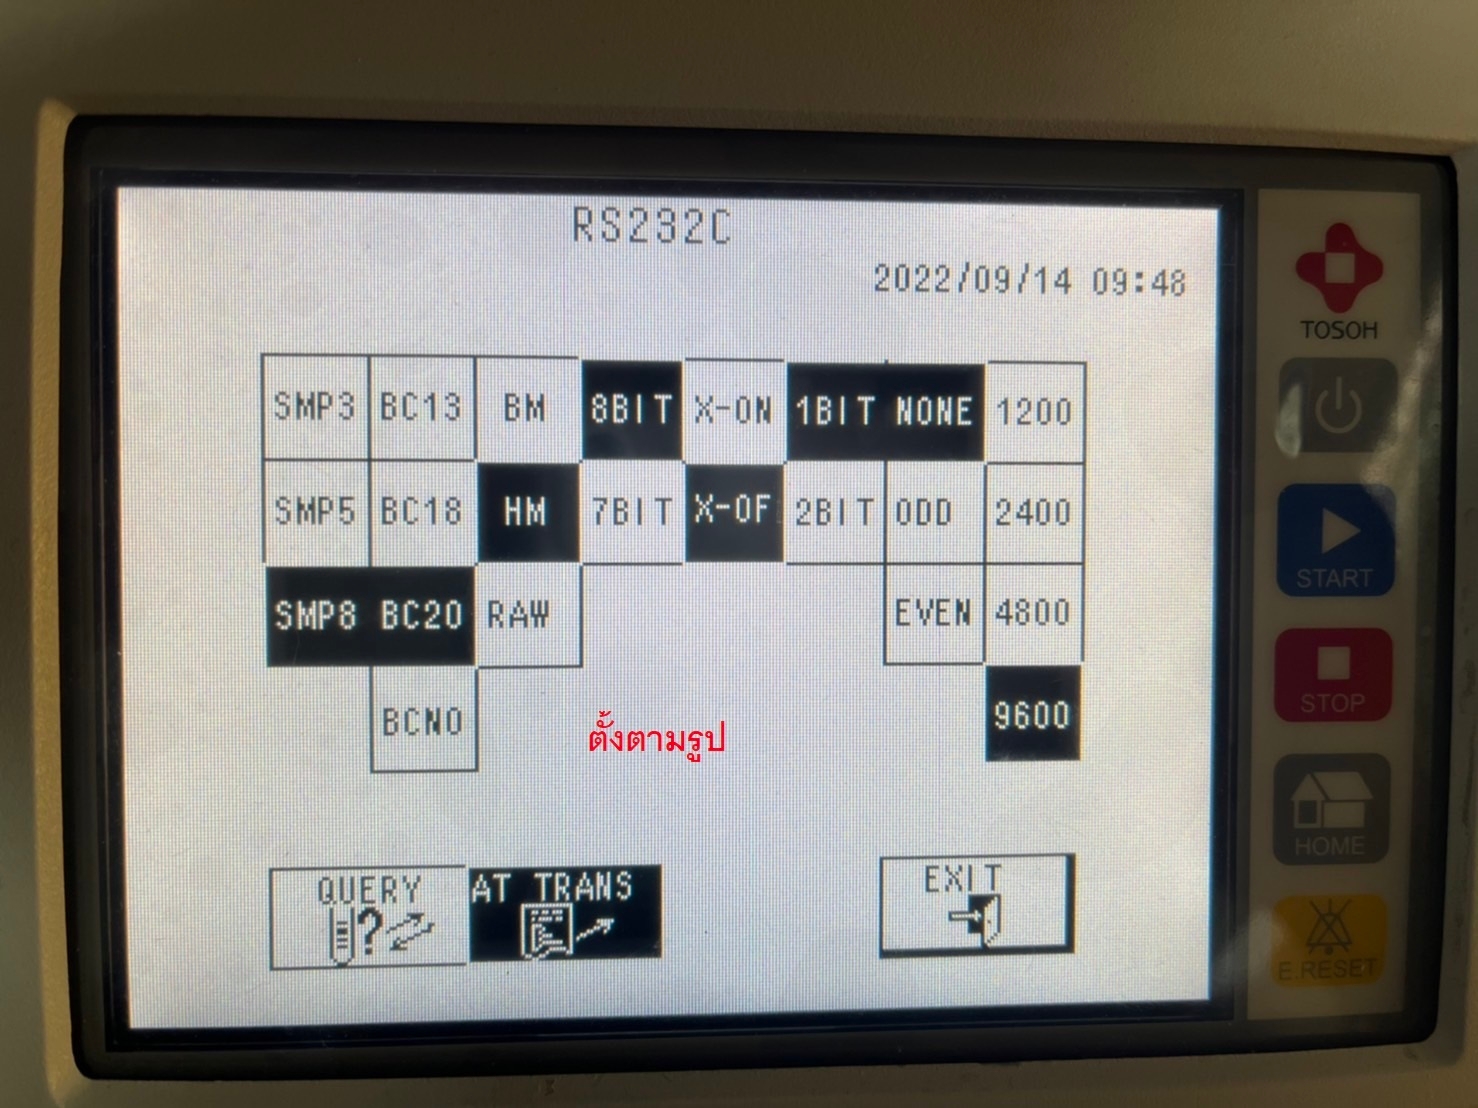 RS232C
2022/09/14 09:48
TOSOH
SMP3 BC13 BM 8BIT X-ON 1BIT NONE 1200
SMP5 BC18 HM 7BIT X-OF 2BIT ODD 2400
START
SMP8 BC20 RAW EVEN 4800
STOP
BCNO 9600
ตั้งตามรูป
HOME
QUERY AT TRANS EXIT
?
E.RESET